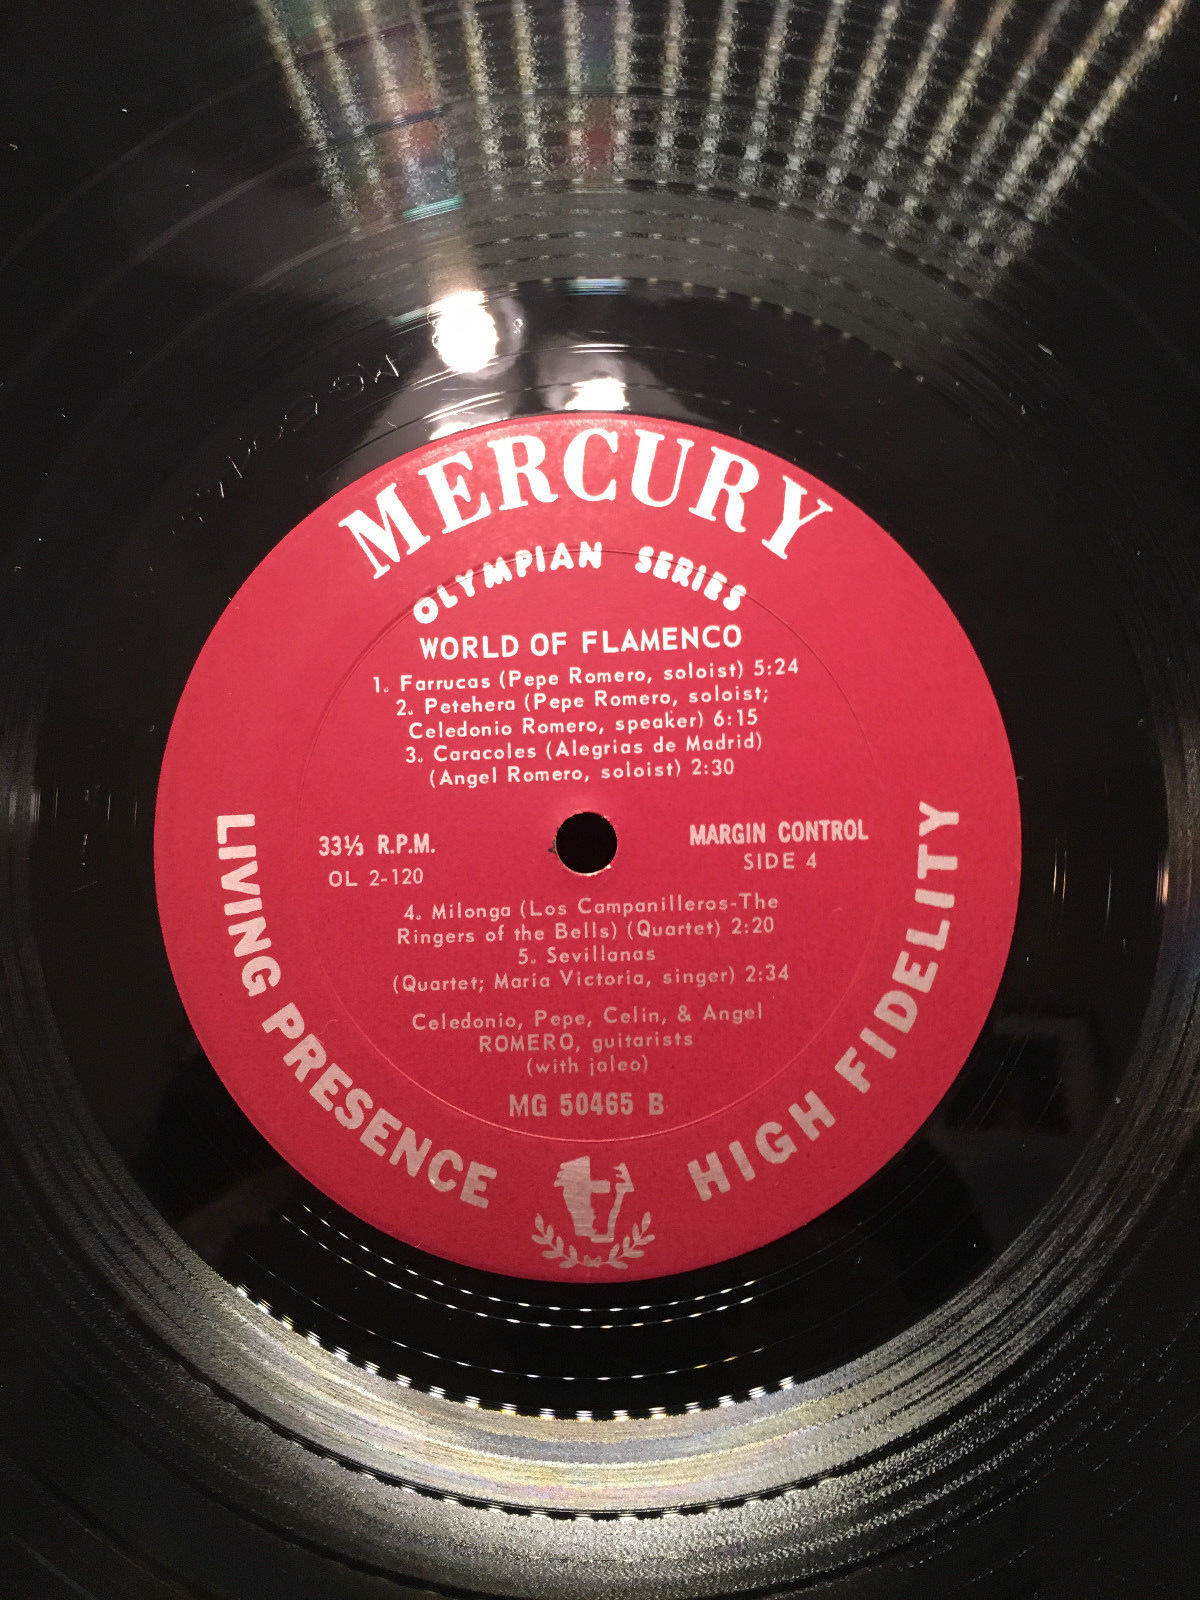 MERCURY
OLYMPIAN SERIES
WORLD OF FLAMENCO
1. Farrucas (Pepe Romero, soloist) 5:24
2. Petehera (Pepe Romero, soloist;
Celedonio Romero, speaker) 6:15
3. Caracoles (Alegrias de Madrid)
(Angel Romero, soloist) 2:30
33⅓ R.P.M.
OL 2-120
MARGIN CONTROL
SIDE 4
4. Milonga (Los Campanilleros-The
Ringers of the Bells) (Quartet) 2:20
5. Sevillanas
(Quartet; Maria Victoria, singer) 2:34
Celedonio, Pepe, Celin, & Angel
ROMERO, guitarists
(with jaleo)
MG 50465 B
LIVING PRESENCE
HIGH FIDELITY